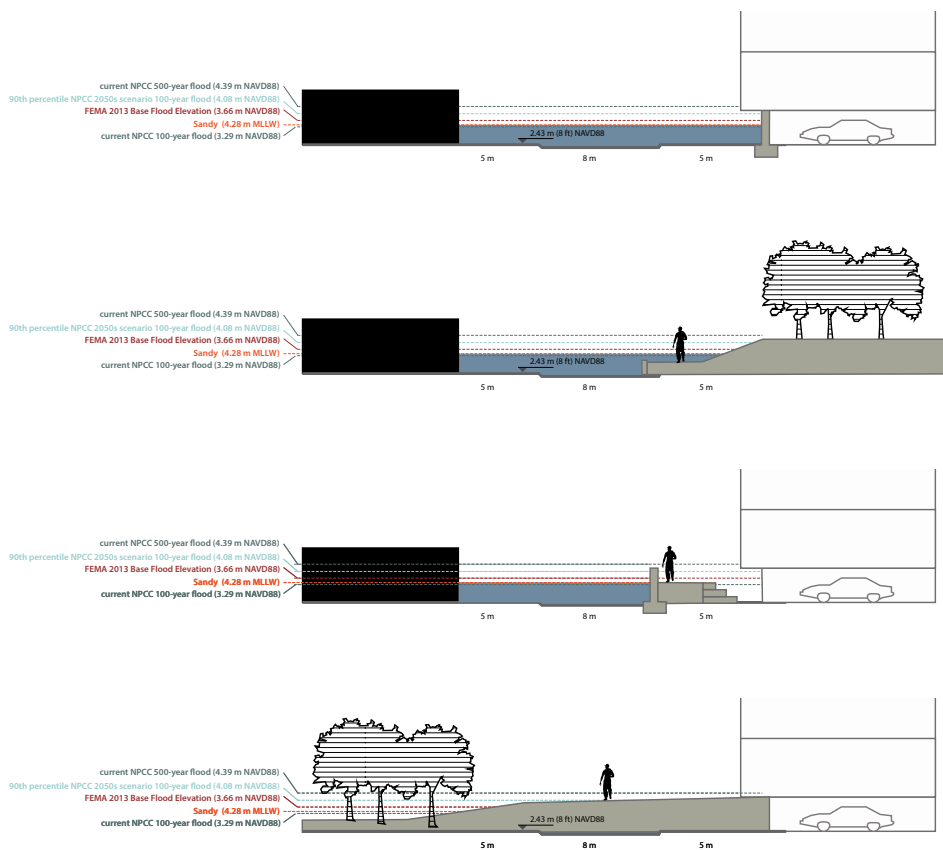 current NPCC 500-year flood (4.39 m NAVD88)
90th percentile NPCC 2050s scenario 100-year flood (4.08 m NAVD88)
FEMA 2013 Base Flood Elevation (3.66 m NAVD88)
Sandy (4.28 m MLLW)
current NPCC 100-year flood (3.29 m NAVD88)
2.43 m (8 ft) NAVD88
5 m 8 m 5 m
current NPCC 500-year flood (4.39 m NAVD88)
90th percentile NPCC 2050s scenario 100-year flood (4.08 m NAVD88)
FEMA 2013 Base Flood Elevation (3.66 m NAVD88)
Sandy (4.28 m MLLW)
current NPCC 100-year flood (3.29 m NAVD88)
2.43 m (8 ft) NAVD88
5 m 8 m 5 m
current NPCC 500-year flood (4.39 m NAVD88)
90th percentile NPCC 2050s scenario 100-year flood (4.08 m NAVD88)
FEMA 2013 Base Flood Elevation (3.66 m NAVD88)
Sandy (4.28 m MLLW)
current NPCC 100-year flood (3.29 m NAVD88)
5 m 8 m 5 m
current NPCC 500-year flood (4.39 m NAVD88)
90th percentile NPCC 2050s scenario 100-year flood (4.08 m NAVD88)
FEMA 2013 Base Flood Elevation (3.66 m NAVD88)
Sandy (4.28 m MLLW)
current NPCC 100-year flood (3.29 m NAVD88)
2.43 m (8 ft) NAVD88
5 m 8 m 5 m